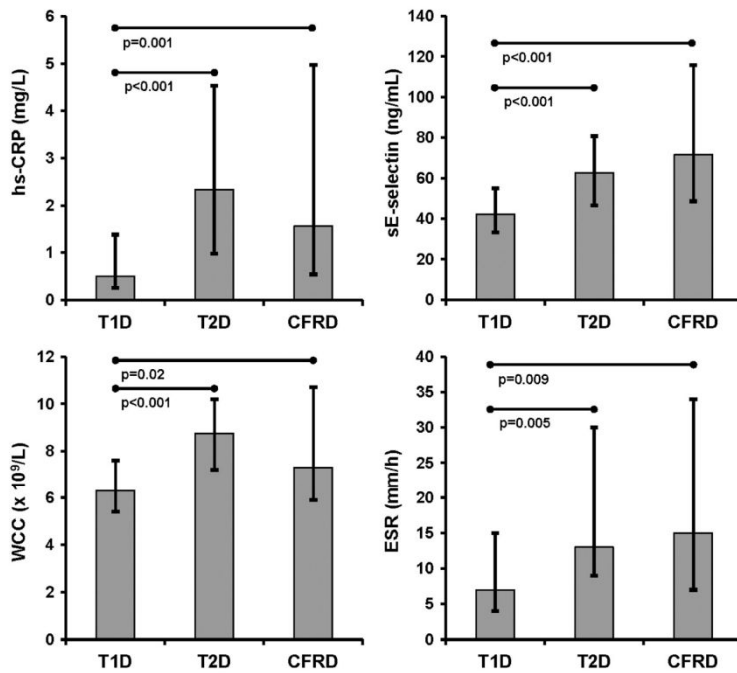 hs-CRP (mg/L)
6
5
4
3
2
1
0
p=0.001
p<0.001
T1D T2D CFRD
sE-selectin (ng/mL)
140
120
100
80
60
40
20
0
p<0.001
p<0.001
T1D T2D CFRD
WCC (x 10⁹/L)
12
10
8
6
4
2
0
p=0.02
p<0.001
T1D T2D CFRD
ESR (mm/h)
40
35
30
25
20
15
10
5
0
p=0.009
p=0.005
T1D T2D CFRD